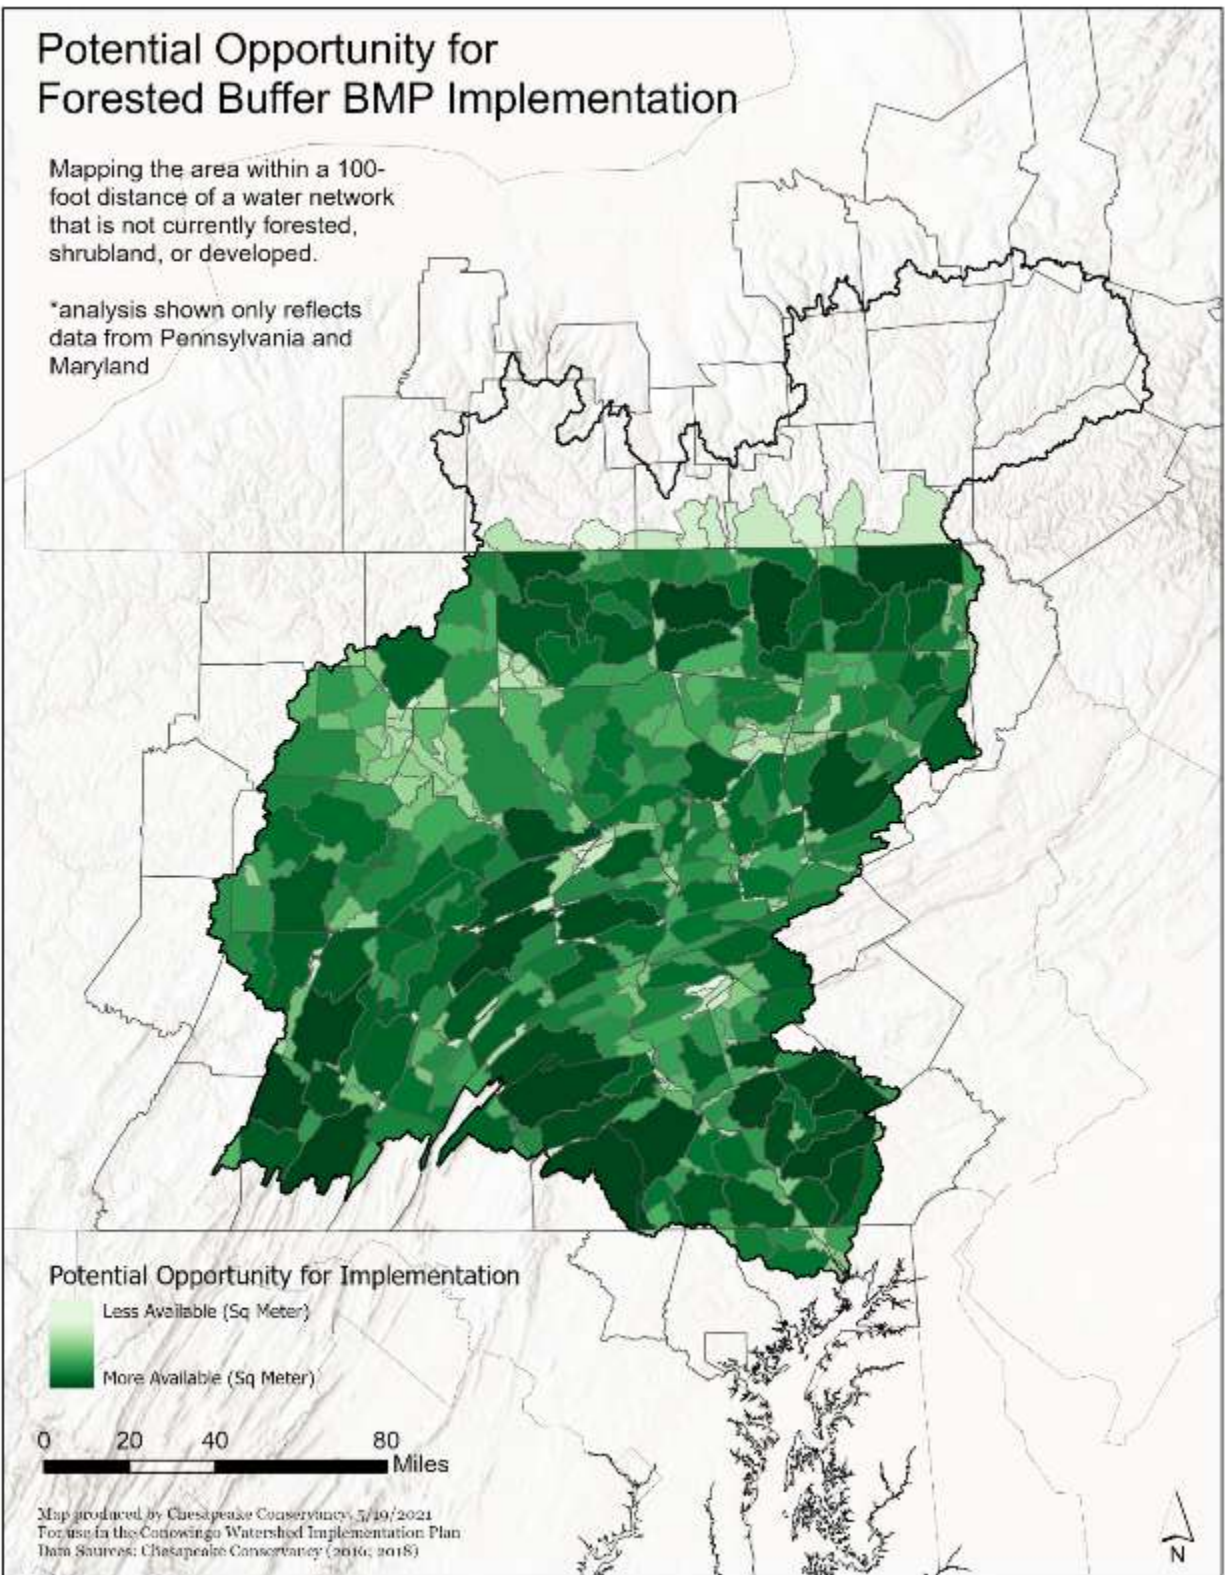 Potential Opportunity for
Forested Buffer BMP Implementation
Mapping the area within a 100-
foot distance of a water network
that is not currently forested,
shrubland, or developed.
*analysis shown only reflects
data from Pennsylvania and
Maryland
Potential Opportunity for Implementation
Less Available (Sq Meter)
More Available (Sq Meter)
0 20 40 80
Miles
Map produced by Chesapeake Conservancy, 5/19/2021
For use in the Conowingo Watershed Implementation Plan
Data Sources: Chesapeake Conservancy (2016; 2018)
N